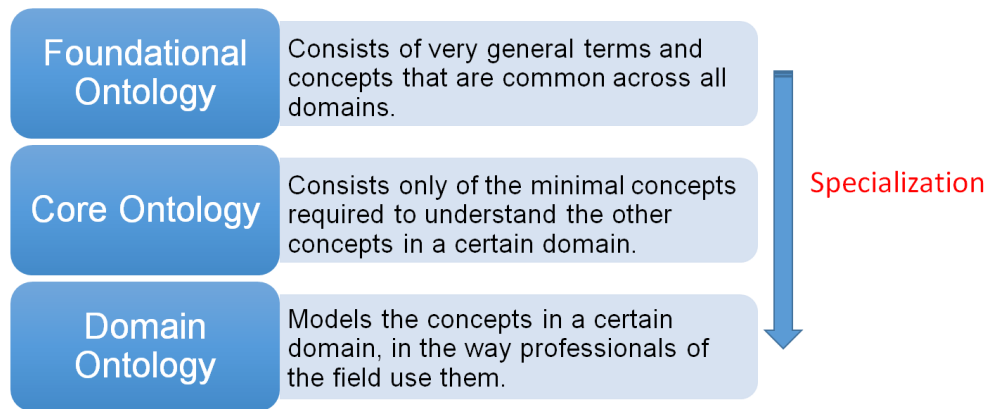 Foundational
Ontology
Consists of very general terms and
concepts that are common across all
domains.
Core Ontology
Consists only of the minimal concepts
required to understand the other
concepts in a certain domain.
Specialization
Domain
Ontology
Models the concepts in a certain
domain, in the way professionals of
the field use them.